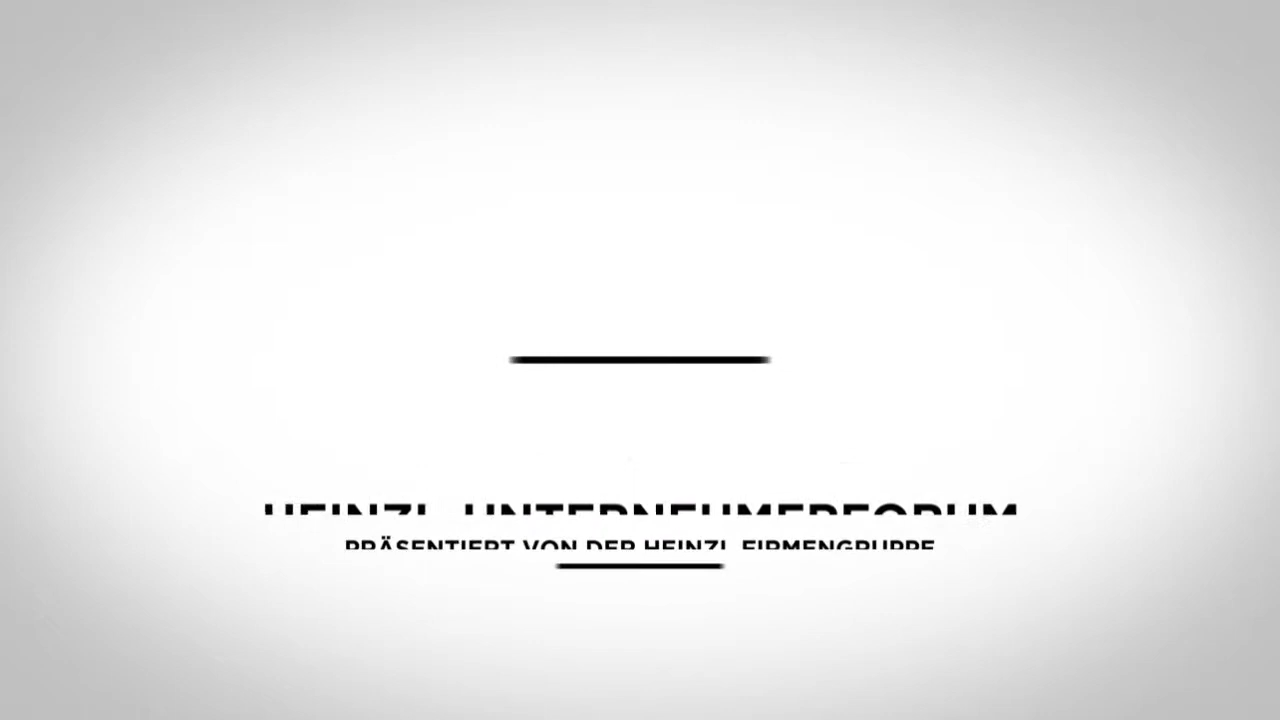 HEINZL UNTERNEHMERFORUM
PRÄSENTIERT VON DER HEINZL FIRMENGRUPPE